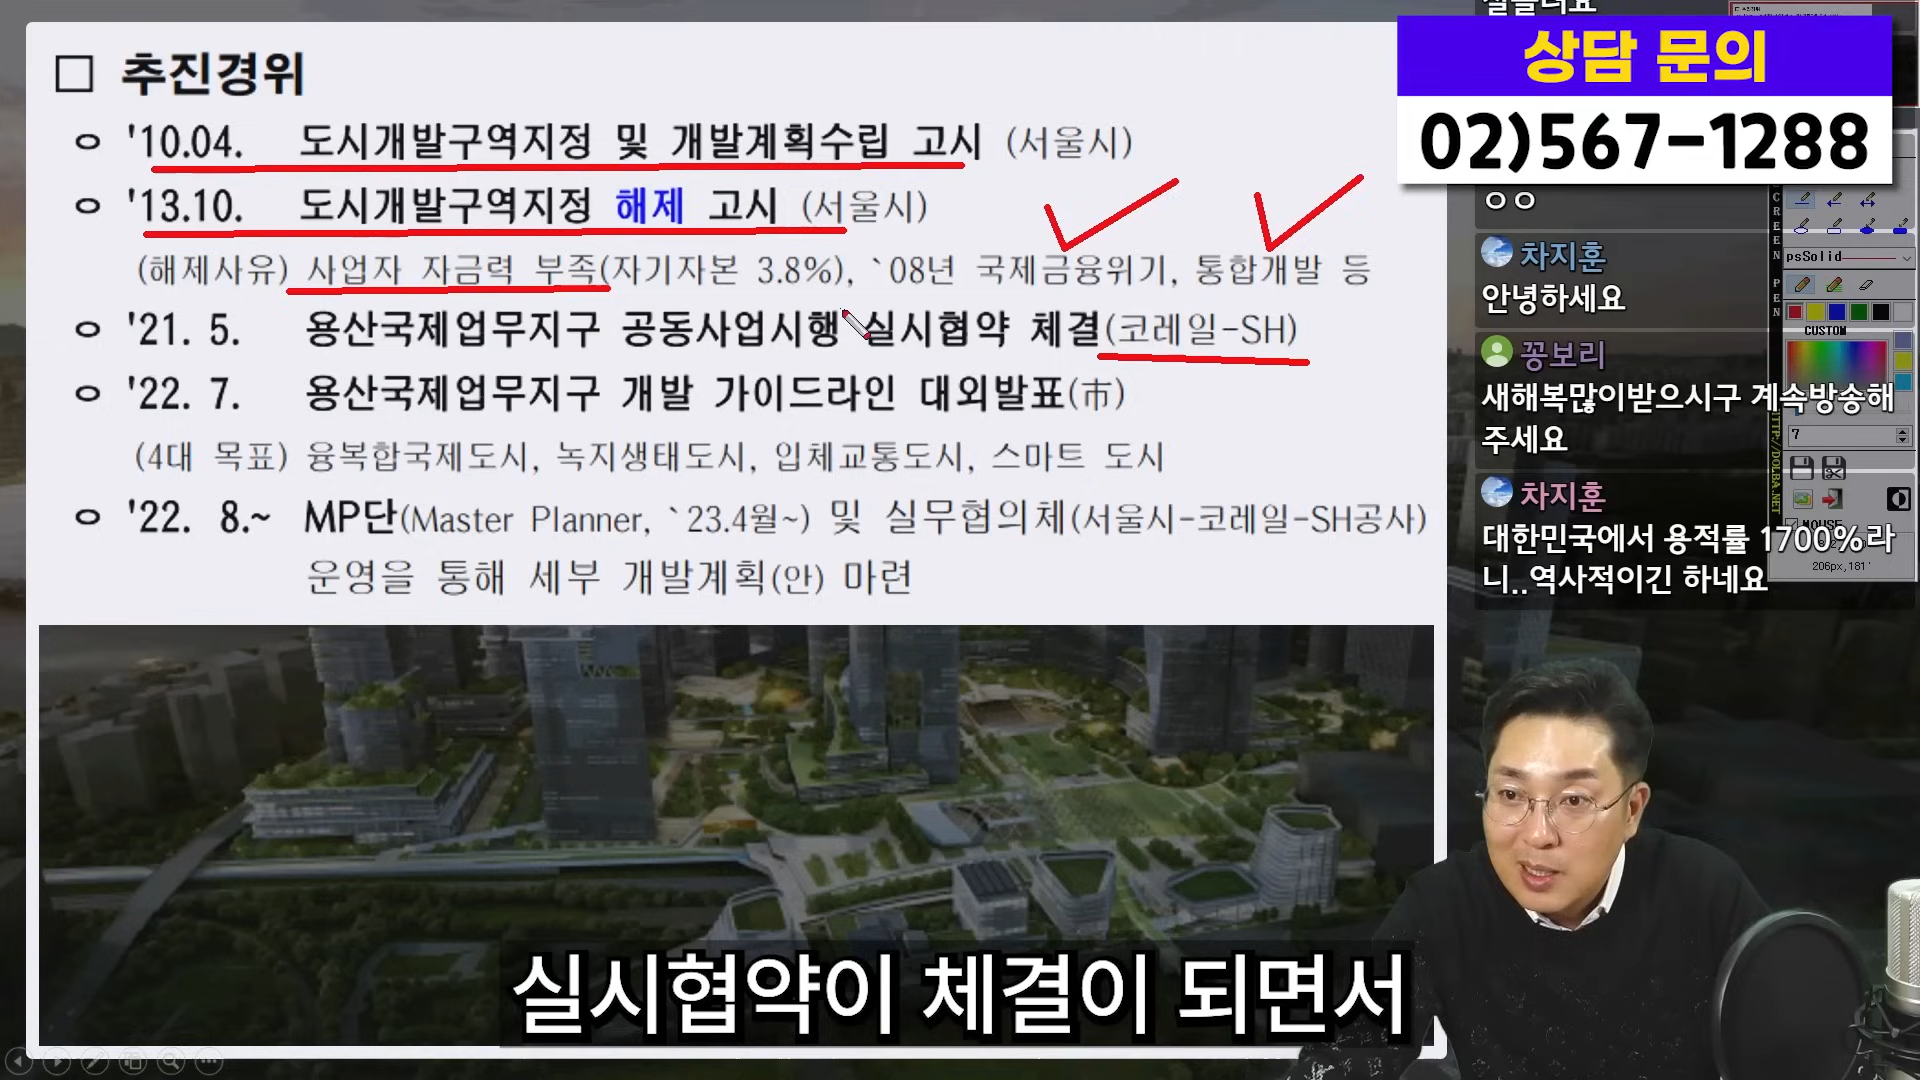 □ 추진경위
ㅇ '10.04. 도시개발구역지정 및 개발계획수립 고시 (서울시)
ㅇ '13.10. 도시개발구역지정 해제 고시 (서울시)
(해제사유) 사업자 자금력 부족(자기자본 3.8%), `08년 국제금융위기, 통합개발 등
ㅇ '21. 5. 용산국제업무지구 공동사업시행 실시협약 체결(코레일-SH)
ㅇ '22. 7. 용산국제업무지구 개발 가이드라인 대외발표(市)
(4대 목표) 융복합국제도시, 녹지생태도시, 입체교통도시, 스마트 도시
ㅇ '22. 8.~ MP단(Master Planner, `23.4월~) 및 실무협의체(서울시-코레일-SH공사)
운영을 통해 세부 개발계획(안) 마련
상담 문의
02)567-1288
ㅇㅇ
차지훈
안녕하세요
꽁보리
새해복많이받으시구 계속방송해
주세요
차지훈
대한민국에서 용적률 1700%라
니..역사적이긴 하네요
psSolid
CUSTOM
7
MOUSE
206px,181'
HTTP://DOLBA.NET
실시협약이 체결이 되면서